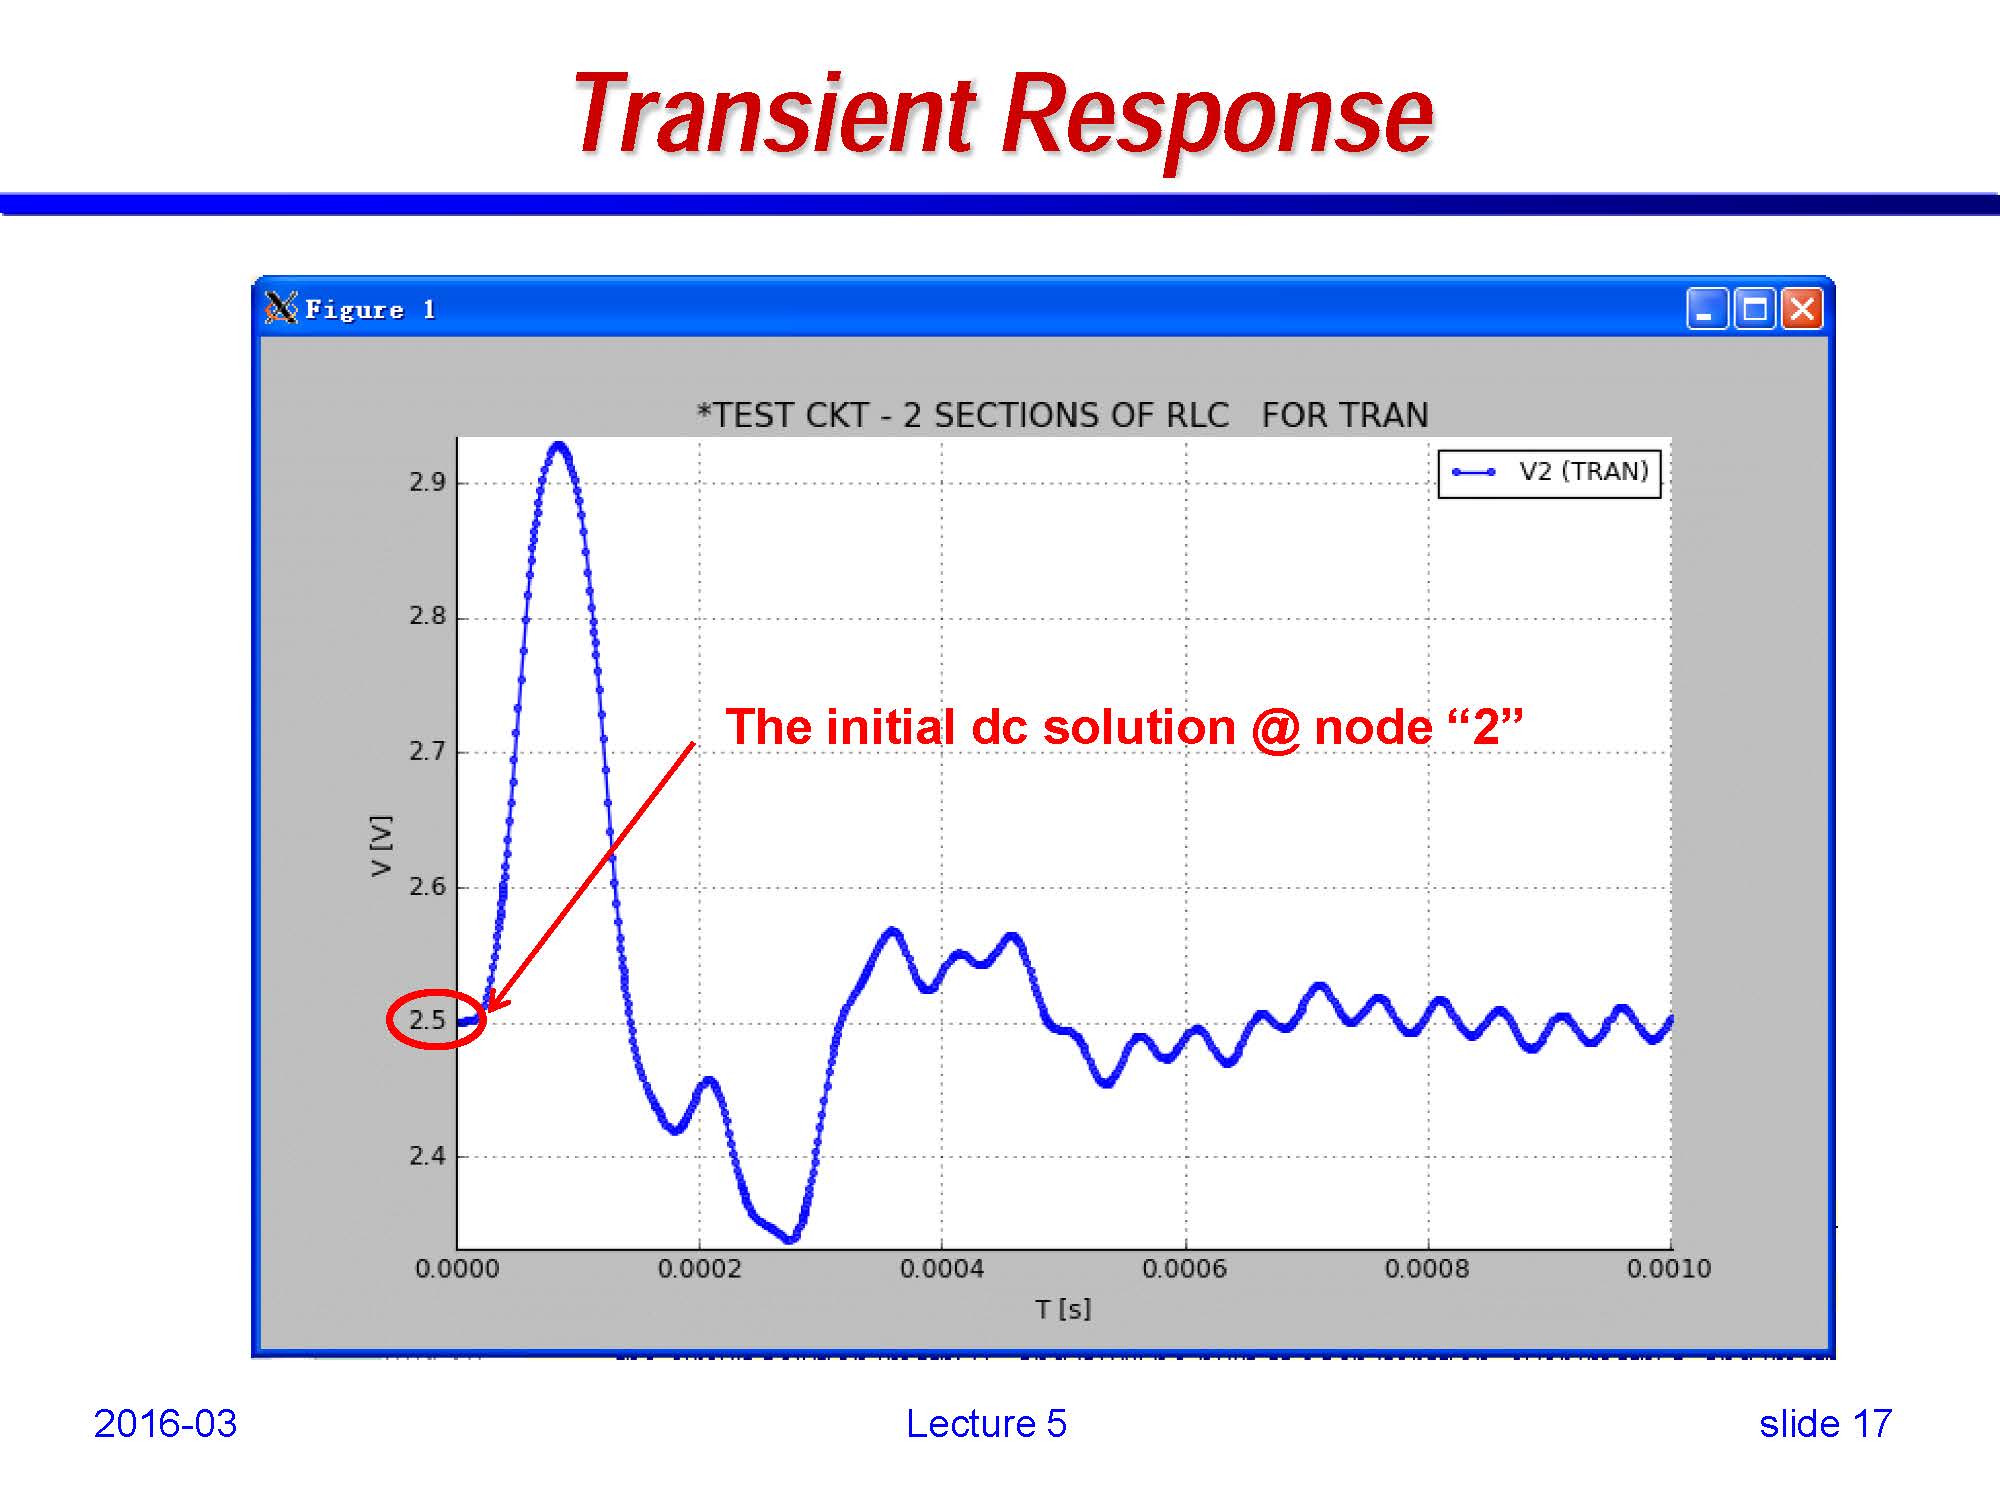 Transient Response
Figure 1
*TEST CKT - 2 SECTIONS OF RLC   FOR TRAN
V2 (TRAN)
2.9
2.8
The initial dc solution @ node “2”
2.7
V [V]
2.6
2.5
2.4
0.0000 0.0002 0.0004 0.0006 0.0008 0.0010
T [s]
2016-03 Lecture 5 slide 17